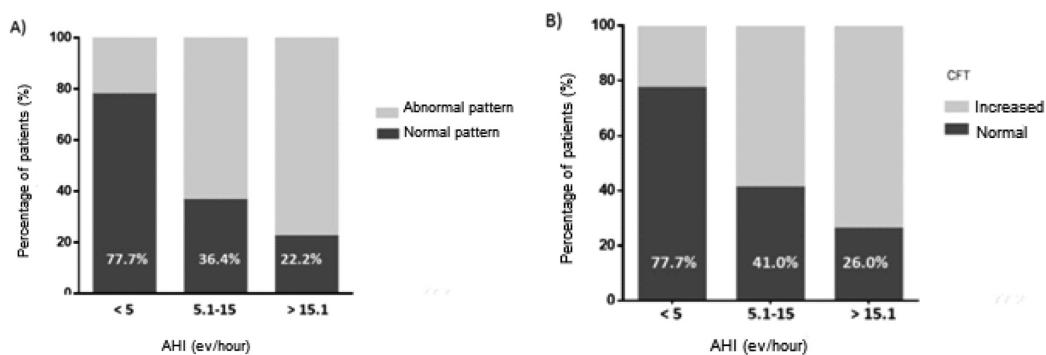 A)
Percentage of patients (%)
100
80
60
40
20
0
77.7%
36.4%
22.2%
< 5
5.1-15
> 15.1
AHI (ev/hour)
Abnormal pattern
Normal pattern
B)
Percentage of patients (%)
100
80
60
40
20
0
77.7%
41.0%
26.0%
< 5
5.1-15
> 15.1
AHI (ev/hour)
CFT
Increased
Normal